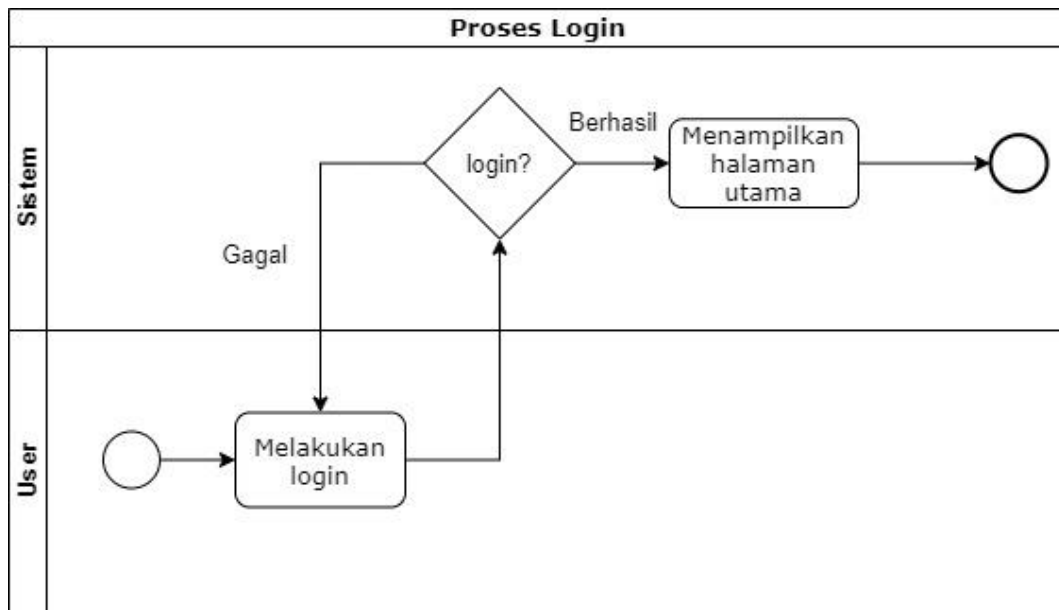 Proses Login
Sistem
login?
Berhasil
Menampilkan
halaman
utama
Gagal
User
Melakukan
login